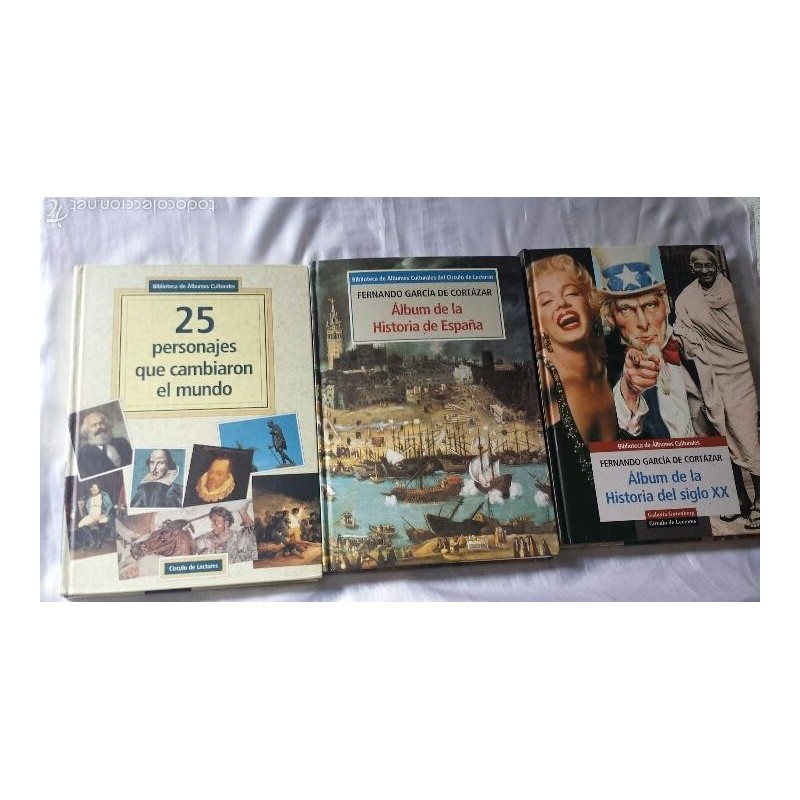 todocoleccion.net
Biblioteca de Álbumes Culturales
25
personajes
que cambiaron
el mundo
Círculo de Lectores
Biblioteca de Álbumes Culturales del Círculo de Lectores
FERNANDO GARCÍA DE CORTÁZAR
Álbum de la
Historia de España
Biblioteca de Álbumes Culturales
FERNANDO GARCÍA DE CORTÁZAR
Álbum de la
Historia del siglo XX
Galaxia Gutenberg
Círculo de Lectores